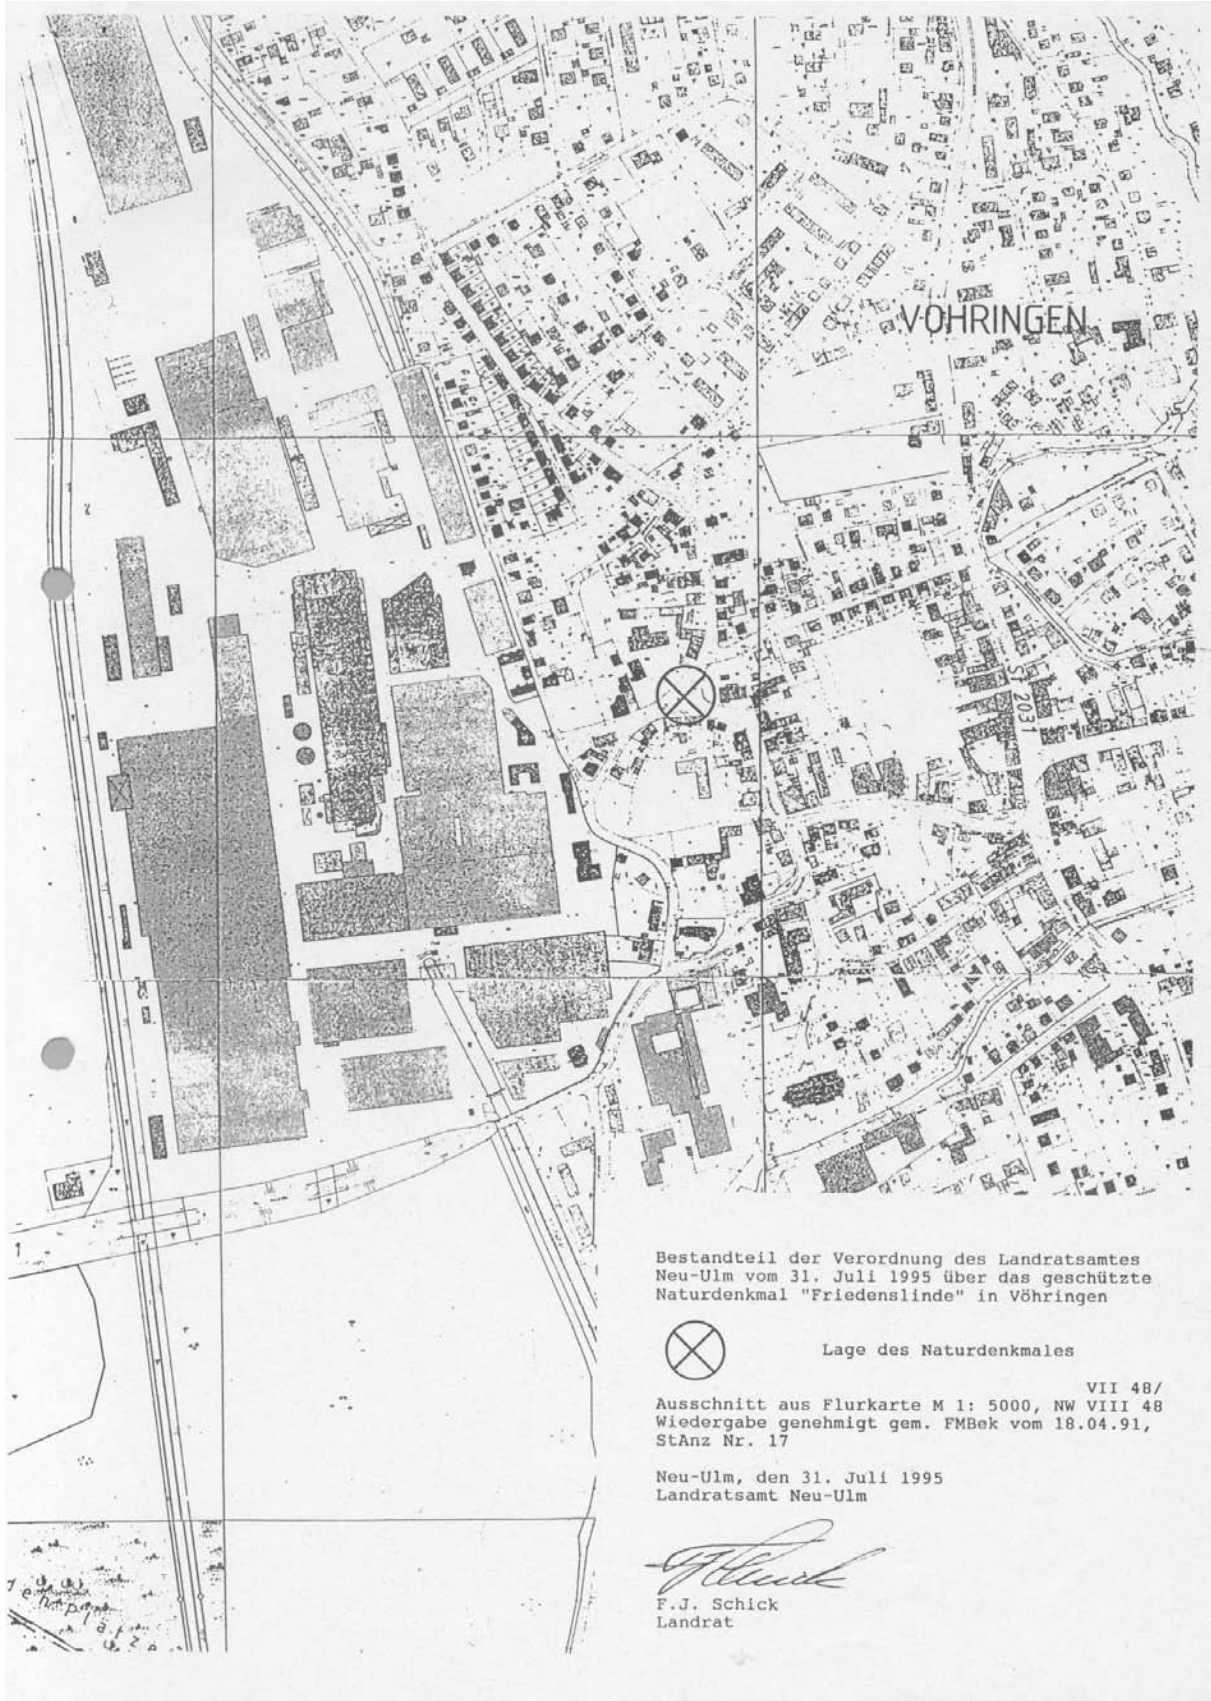 VÖHRINGEN
St 2031
1
Bestandteil der Verordnung des Landratsamtes
Neu-Ulm vom 31. Juli 1995 über das geschützte
Naturdenkmal "Friedenslinde" in Vöhringen
Lage des Naturdenkmales
VII 48/
Ausschnitt aus Flurkarte M 1: 5000, NW VIII 48
Wiedergabe genehmigt gem. FMBek vom 18.04.91,
StAnz Nr. 17
Neu-Ulm, den 31. Juli 1995
Landratsamt Neu-Ulm
F.J. Schick
Landrat